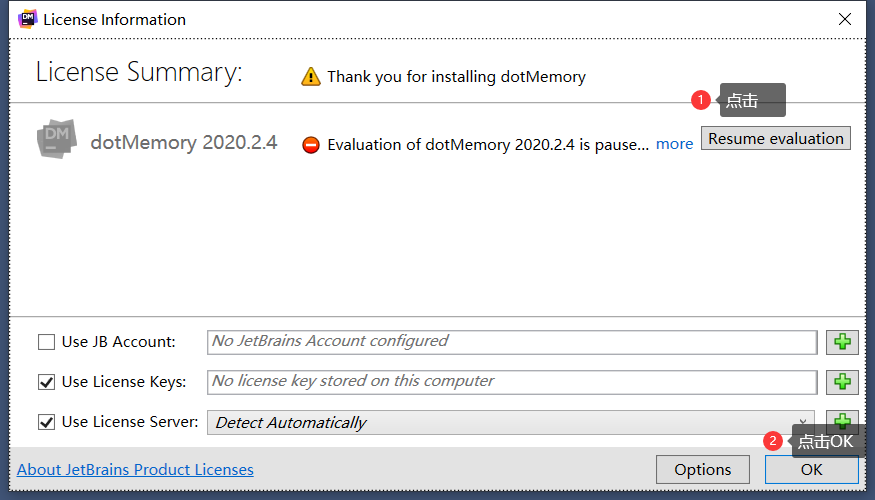 DM
License Information
License Summary:
Thank you for installing dotMemory
1
点击
DM
dotMemory 2020.2.4
Evaluation of dotMemory 2020.2.4 is pause...
more
Resume evaluation
Use JB Account:
No JetBrains Account configured
Use License Keys:
No license key stored on this computer
Use License Server:
Detect Automatically
2
点击OK
About JetBrains Product Licenses
Options
OK